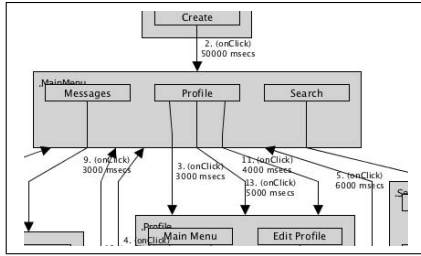 Create
2. (onClick)
50000 msecs
.MainMenu
Messages
Profile
Search
9. (onClick)
3000 msecs
3. (onClick)
3000 msecs
11. (onClick)
4000 msecs
13. (onClick)
5000 msecs
5. (onClick)
6000 msecs
.Profile
4. (onClick)
Main Menu
Edit Profile